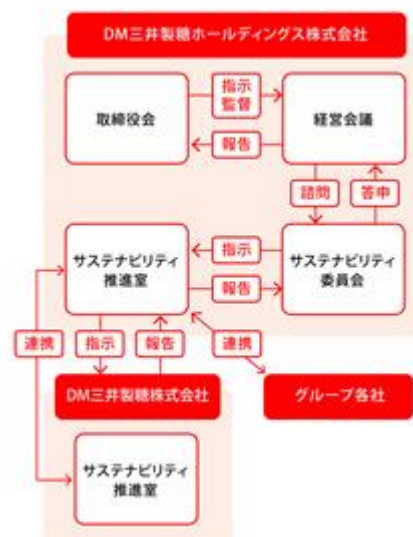 DM三井製糖ホールディングス株式会社
取締役会
指示
監督
報告
経営会議
諮問
答申
サステナビリティ
推進室
指示
報告
サステナビリティ
委員会
連携
指示
報告
連携
DM三井製糖株式会社
グループ各社
サステナビリティ
推進室